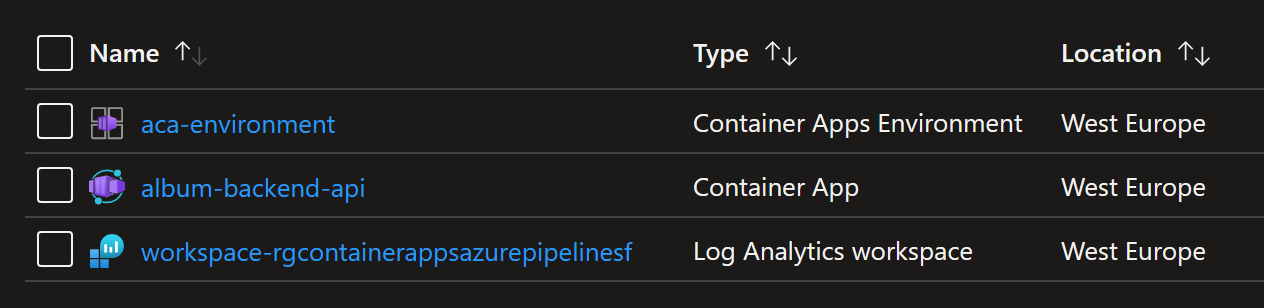 Name Type Location
aca-environment Container Apps Environment West Europe
album-backend-api Container App West Europe
workspace-rgcontainerappsazurepipelinesf Log Analytics workspace West Europe